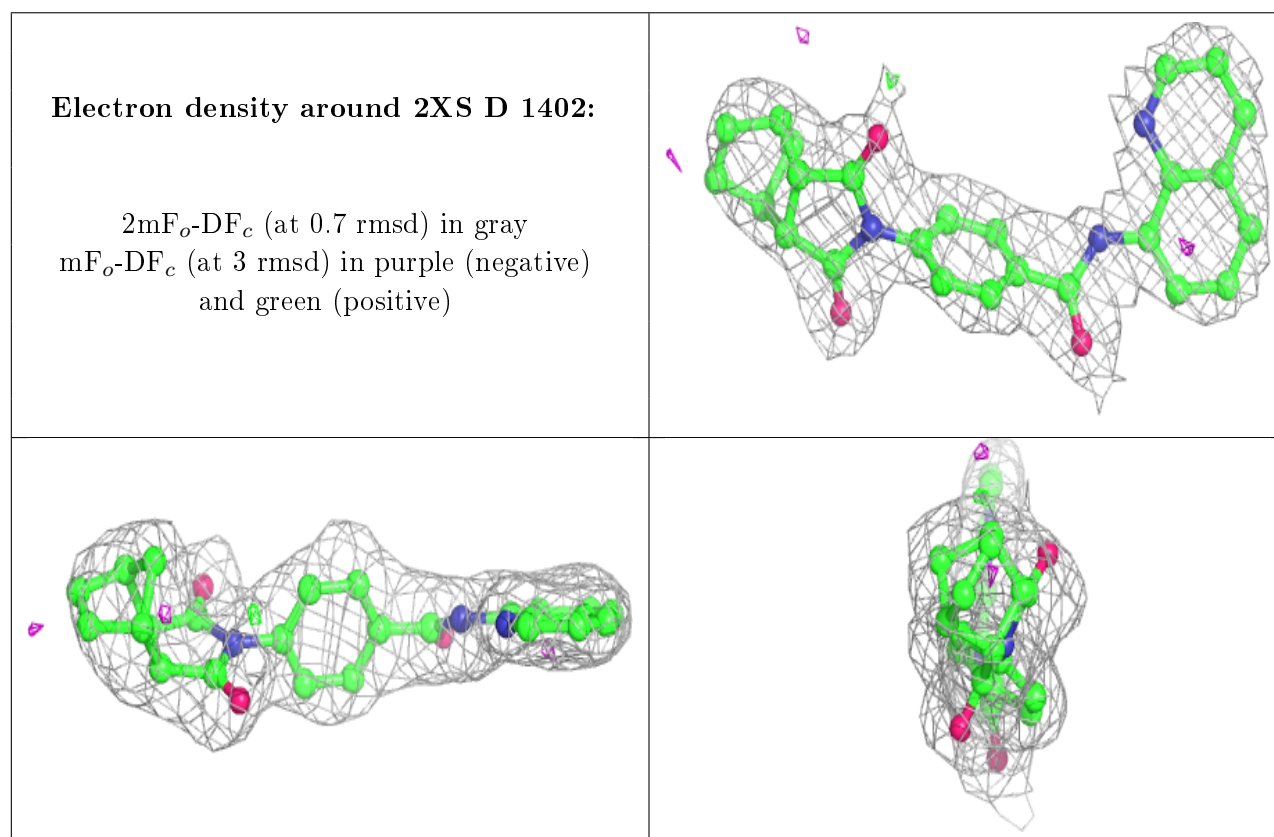 Electron density around 2XS D 1402:
2mFₒ-DF𝒸 (at 0.7 rmsd) in gray
mFₒ-DF𝒸 (at 3 rmsd) in purple (negative)
and green (positive)